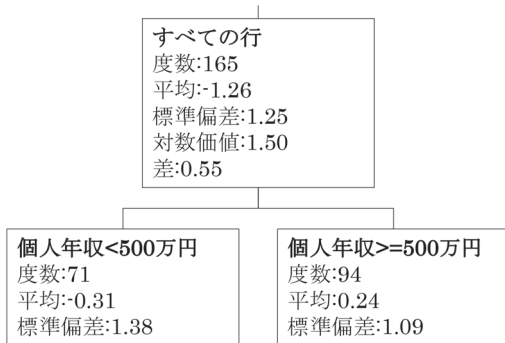 すべての行
度数:165
平均:-1.26
標準偏差:1.25
対数価値:1.50
差:0.55
個人年収<500万円
度数:71
平均:-0.31
標準偏差:1.38
個人年収>=500万円
度数:94
平均:0.24
標準偏差:1.09